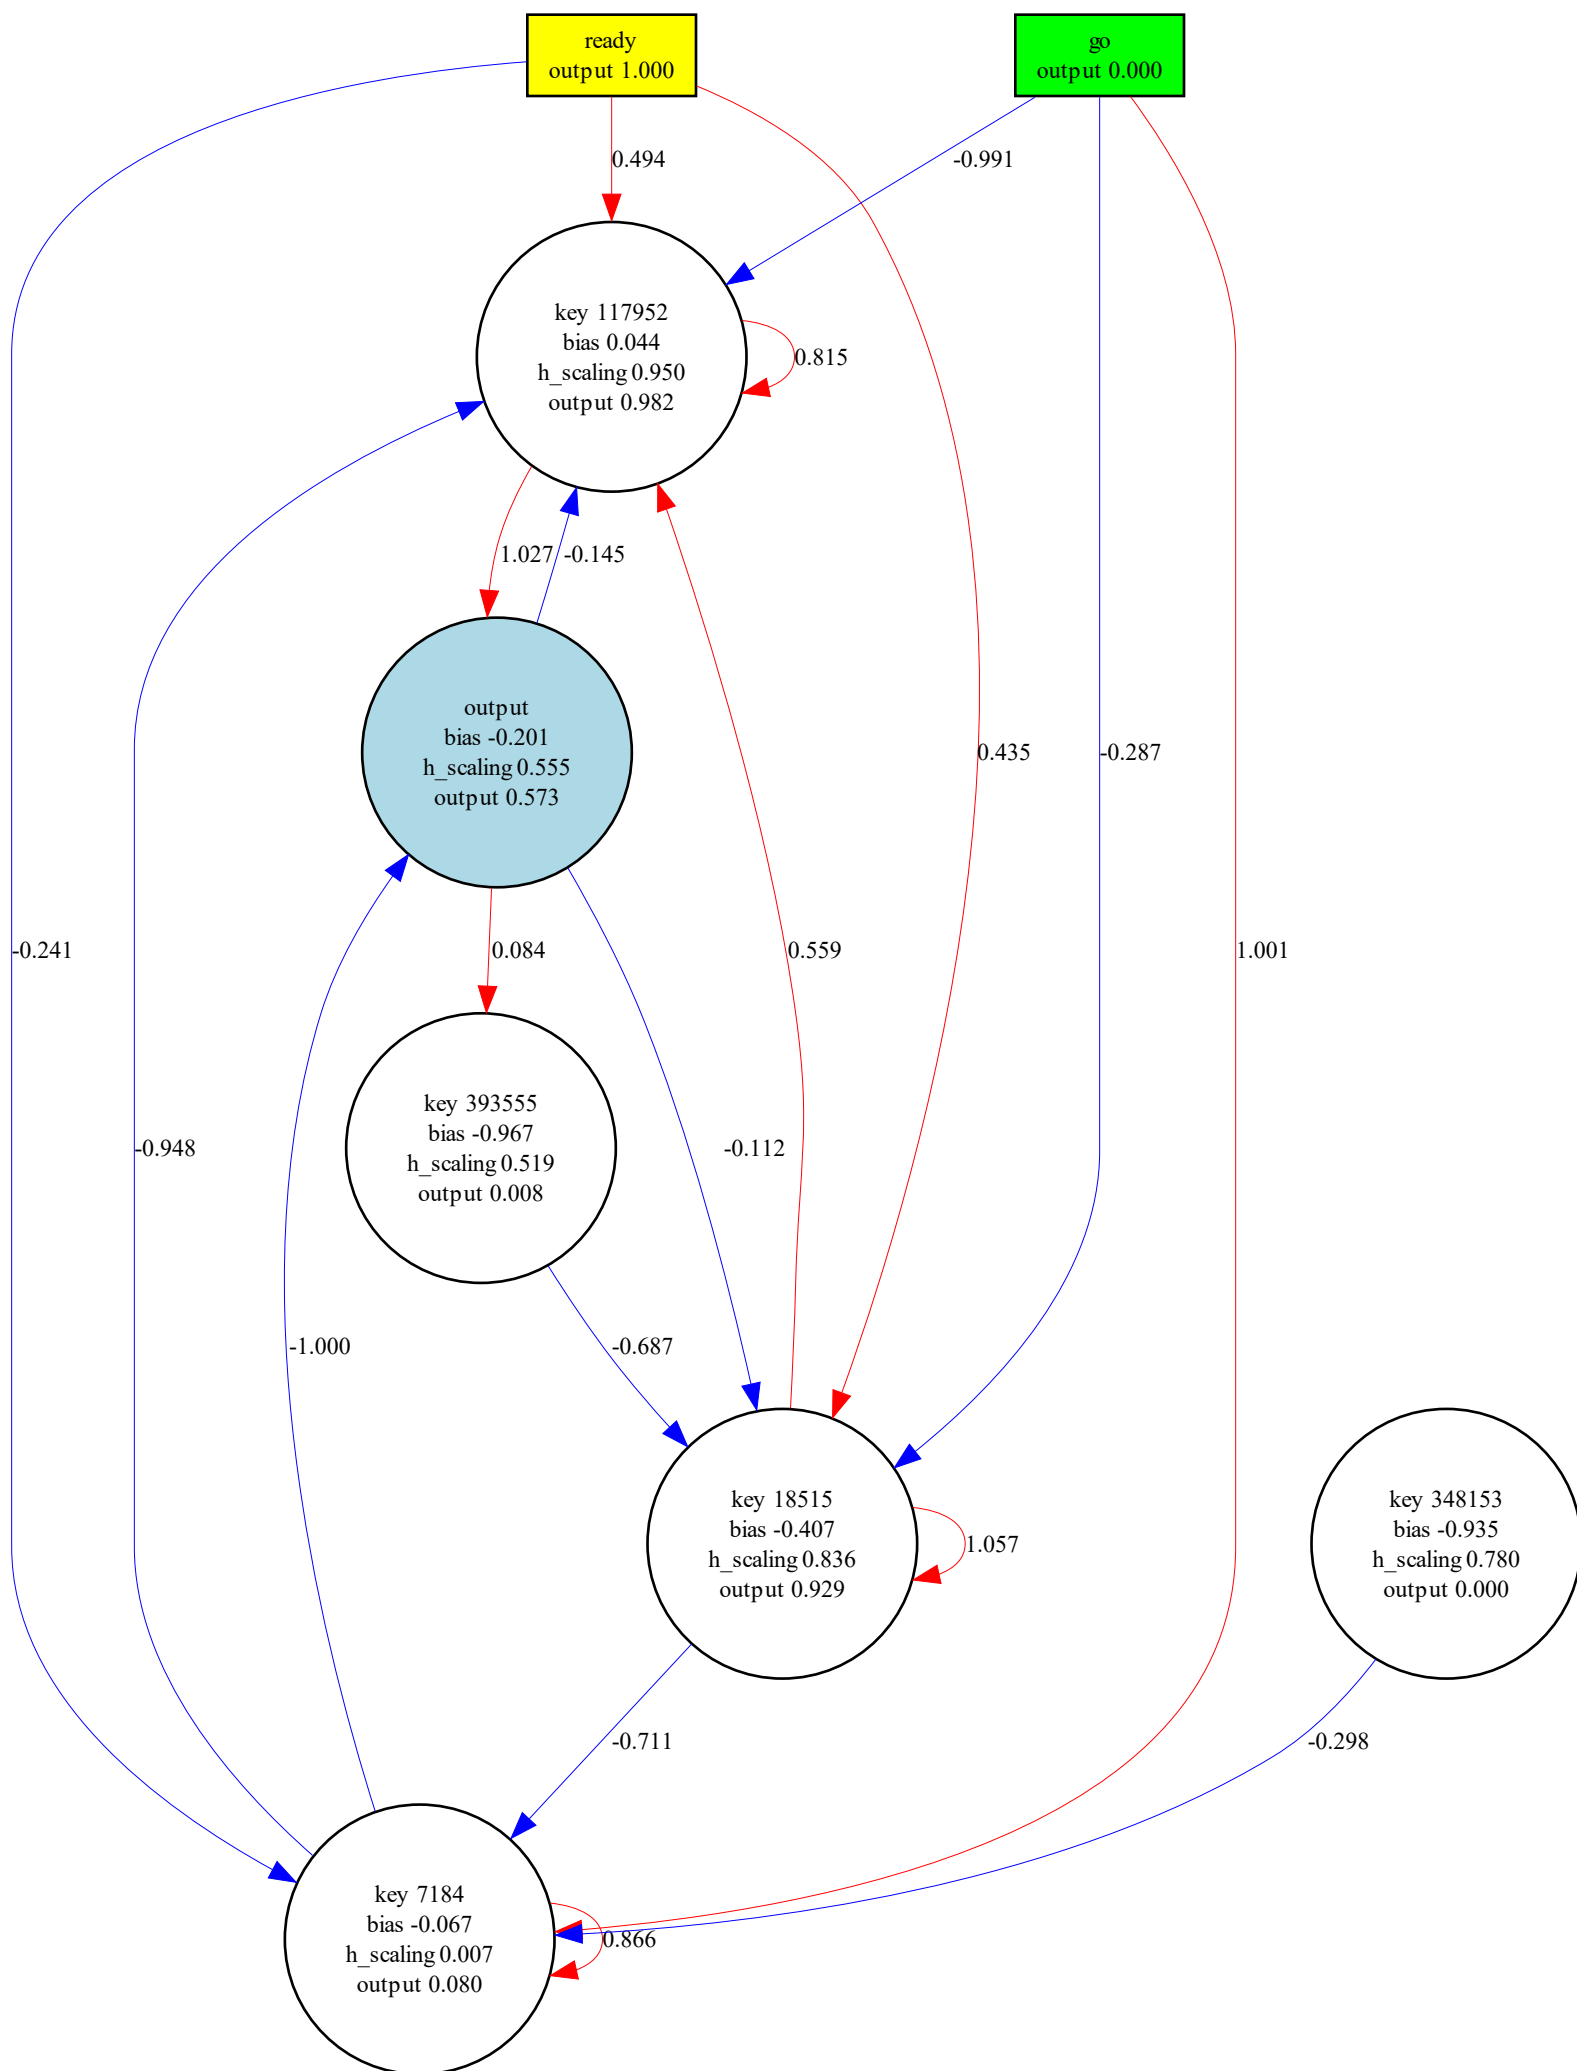 ready
output 1.000
go
output 0.000
0.494
-0.991
key 117952
bias 0.044
h_scaling 0.950
output 0.982
0.815
1.027
-0.145
output
bias -0.201
h_scaling 0.555
output 0.573
0.435
-0.287
-0.241
0.084
0.559
1.001
key 393555
bias -0.967
h_scaling 0.519
output 0.008
-0.948
-0.112
-1.000
-0.687
key 18515
bias -0.407
h_scaling 0.836
output 0.929
1.057
key 348153
bias -0.935
h_scaling 0.780
output 0.000
-0.711
-0.298
key 7184
bias -0.067
h_scaling 0.007
output 0.080
0.866